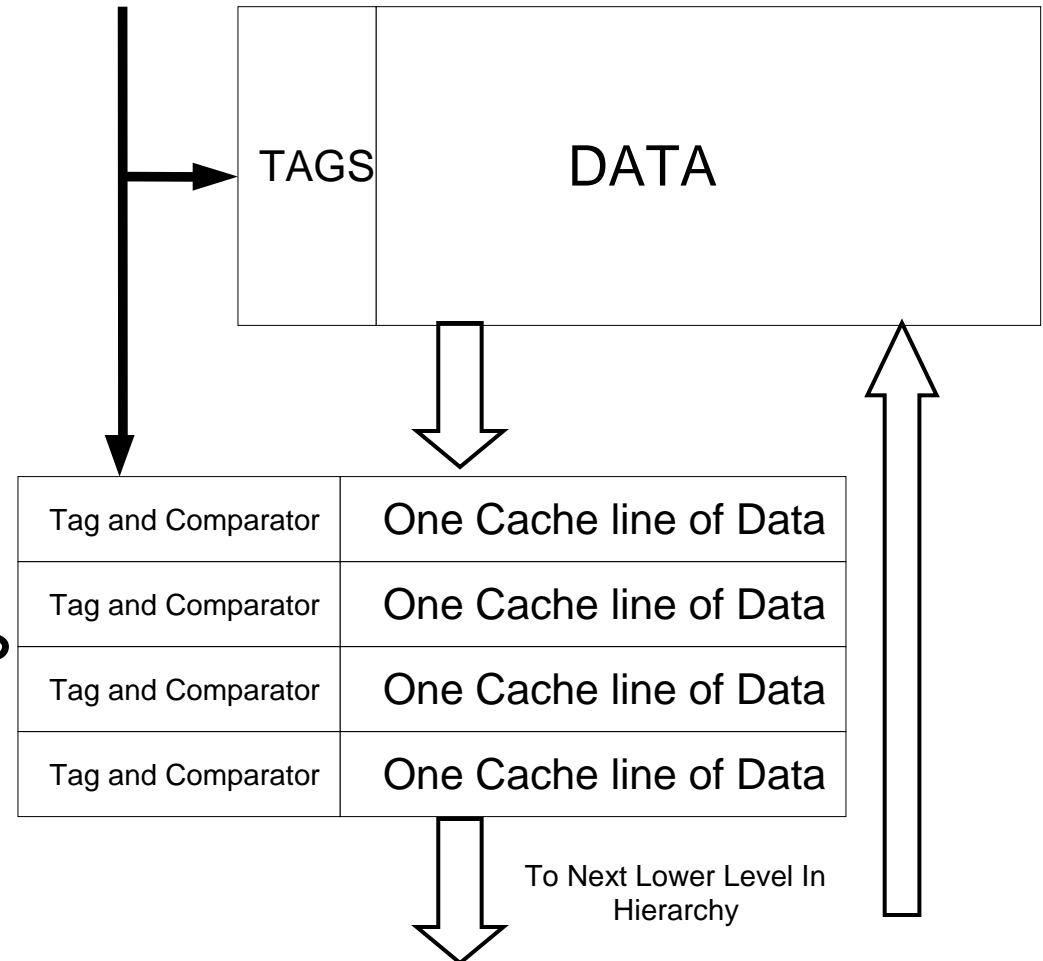 TAGS
DATA
Tag and Comparator
One Cache line of Data
Tag and Comparator
One Cache line of Data
Tag and Comparator
One Cache line of Data
Tag and Comparator
One Cache line of Data
To Next Lower Level In
Hierarchy